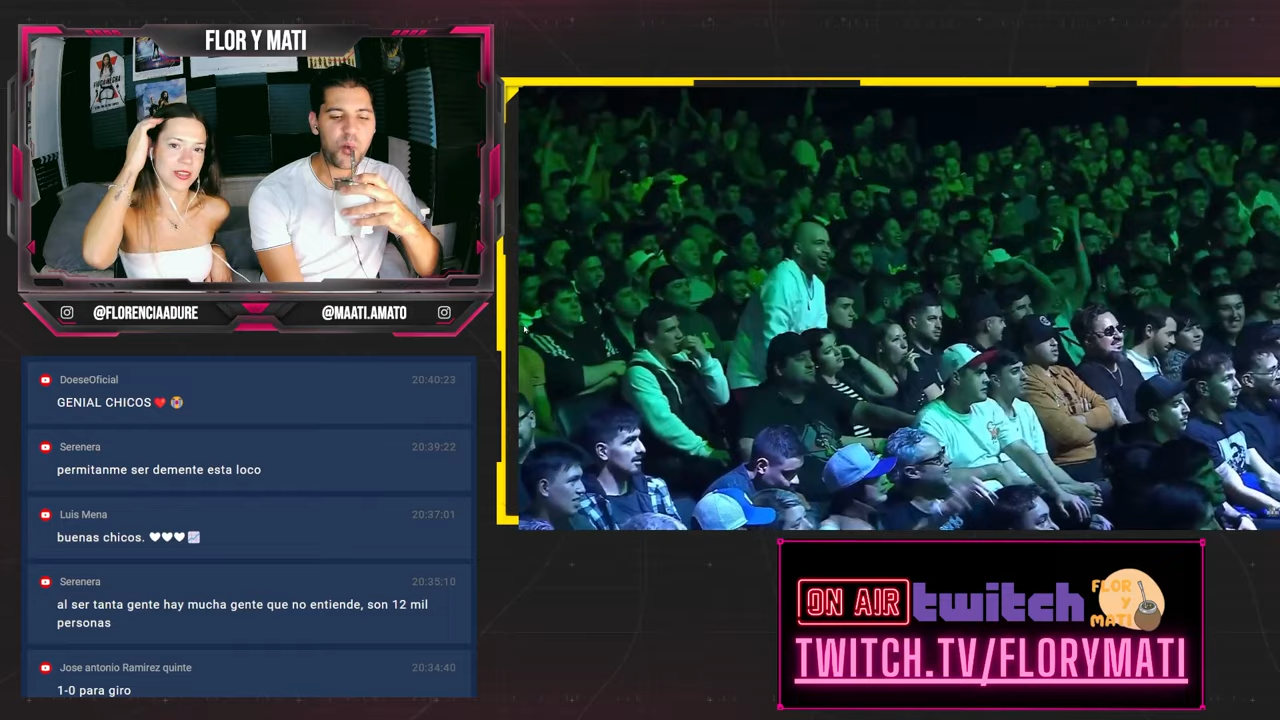 FLOR Y MATI
@FLORENCIAADURE
@MAATI.AMATO
DoeseOficial
20:40:23
GENIAL CHICOS
Serenera
20:39:22
permitanme ser demente esta loco
Luis Mena
20:37:01
buenas chicos.
Serenera
20:35:10
al ser tanta gente hay mucha gente que no entiende, son 12 mil
personas
Jose antonio Ramirez quinte
20:34:40
1-0 para giro
ON AIR
twitch
FLOR
Y
MATI
TWITCH.TV/FLORYMATI